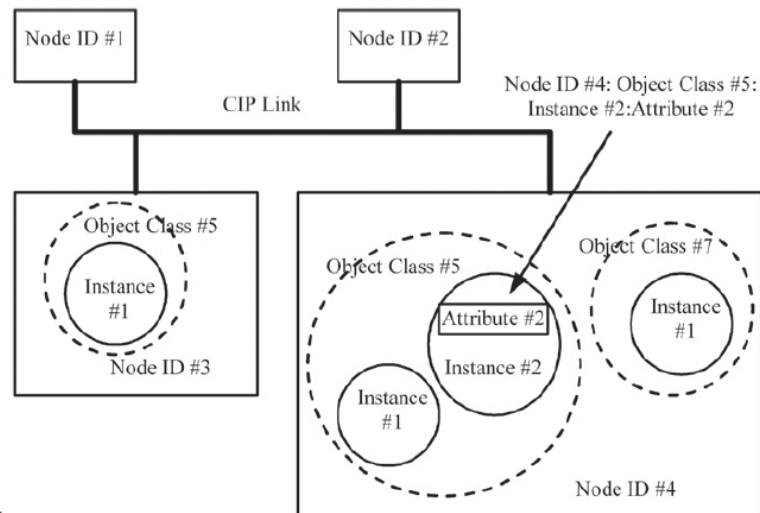 Node ID #1
Node ID #2
CIP Link
Node ID #4: Object Class #5:
Instance #2:Attribute #2
Object Class #5
Instance
#1
Node ID #3
Object Class #5
Attribute #2
Instance #2
Instance
#1
Object Class #7
Instance
#1
Node ID #4